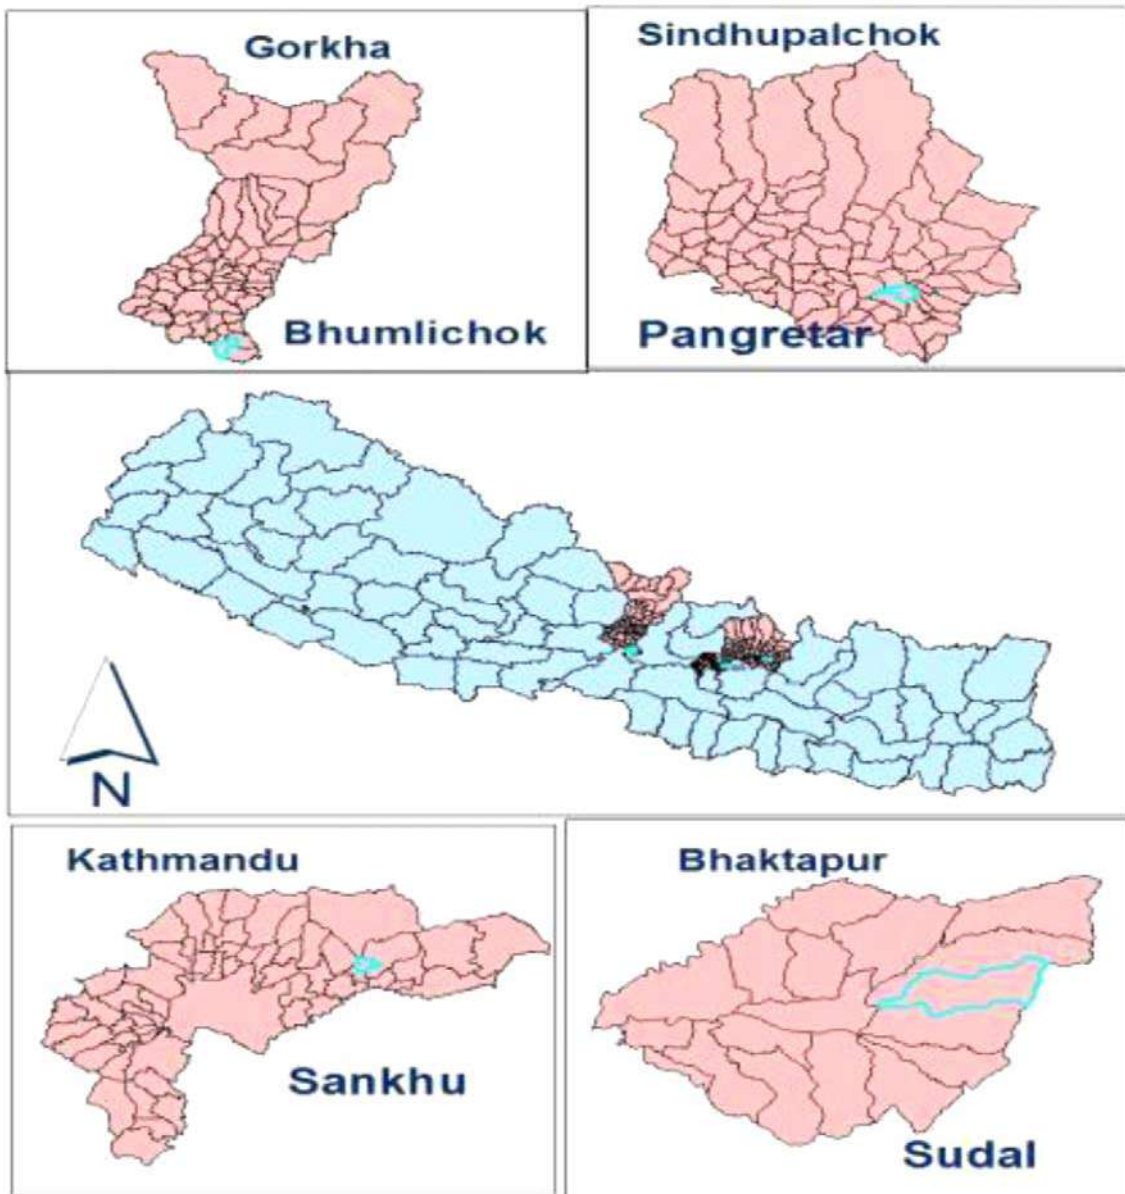 Gorkha
Bhumlichok
Sindhupalchok
Pangretar
N
Kathmandu
Sankhu
Bhaktapur
Sudal